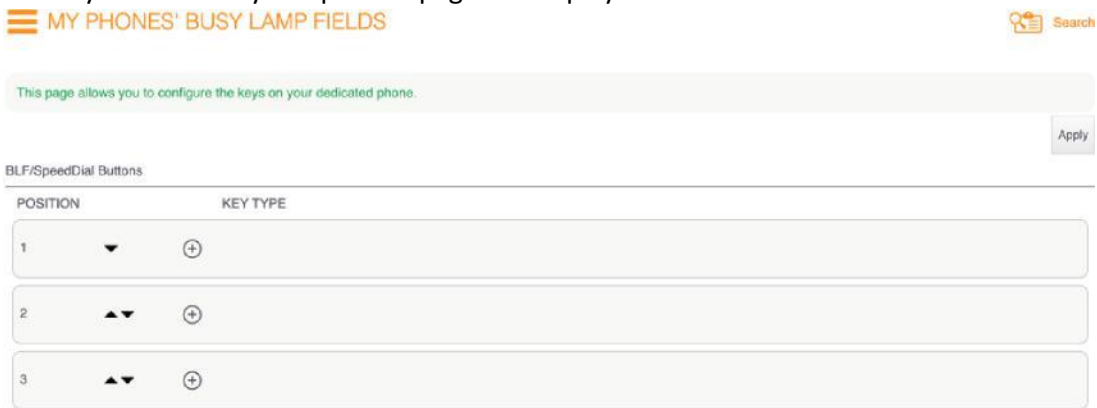 MY PHONES' BUSY LAMP FIELDS
Search
This page allows you to configure the keys on your dedicated phone.
Apply
BLF/SpeedDial Buttons
POSITION KEY TYPE
1
2
3